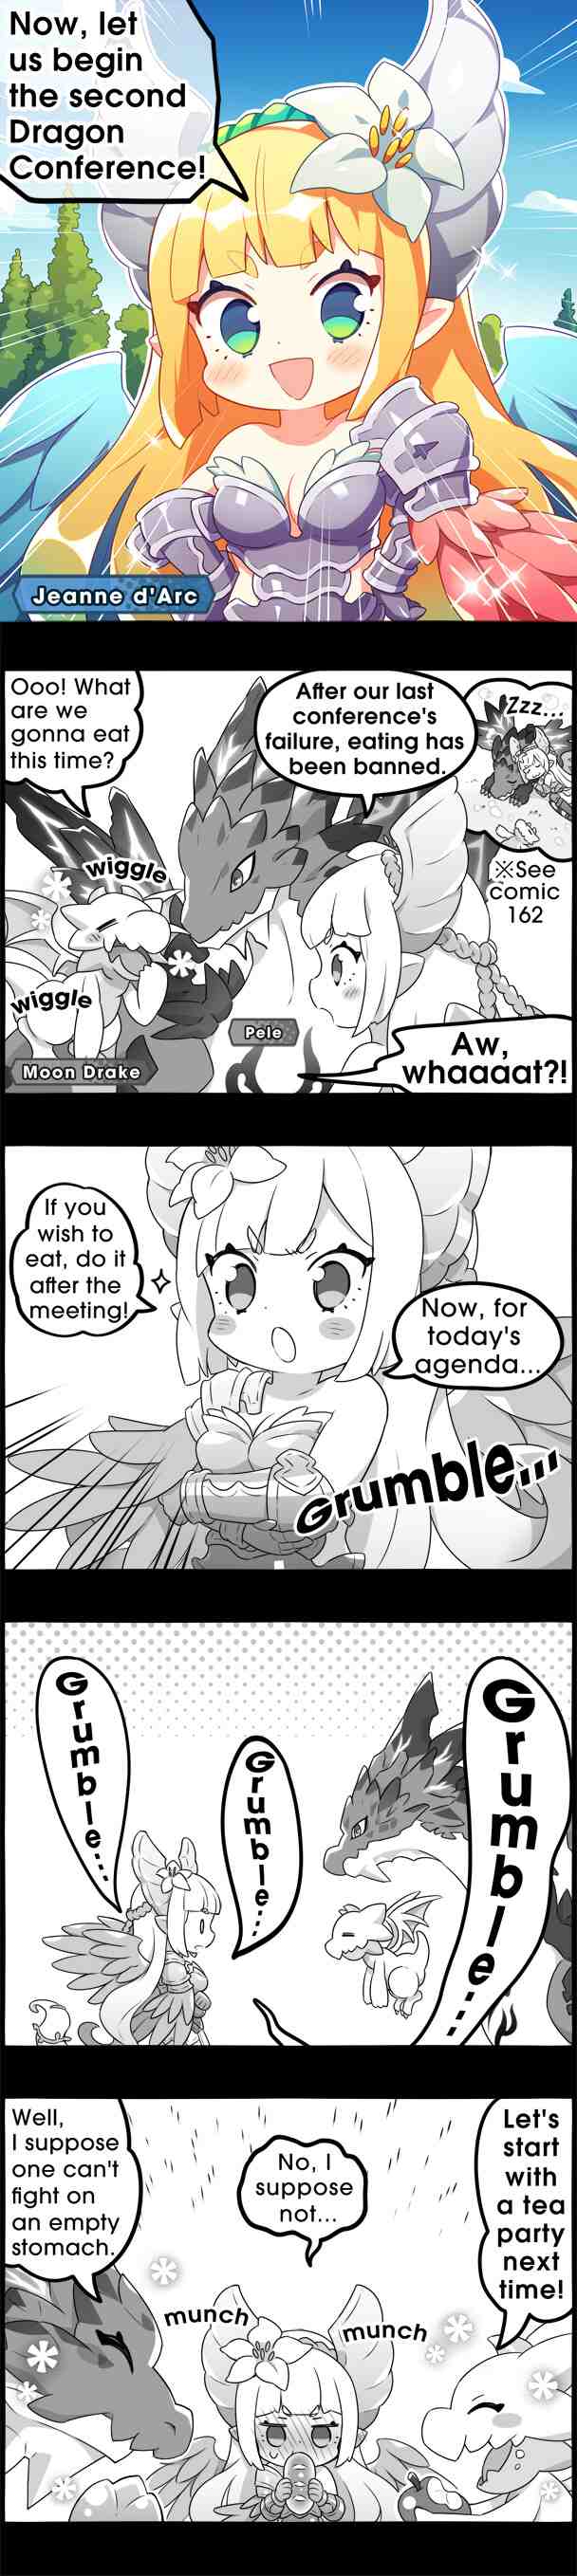 Now, let
us begin
the second
Dragon
Conference!
Jeanne d'Arc
Ooo! What
are we
gonna eat
this time?
After our last
conference's
failure, eating has
been banned.
Zzz...
※See
comic
162
wiggle
wiggle
Pele
Moon Drake
Aw,
whaaaat?!
If you
wish to
eat, do it
after the
meeting!
Now, for
today's
agenda...
Grumble...
Grumble...
Grumble...
Grumble...
Well,
I suppose
one can't
fight on
an empty
stomach.
No, I
suppose
not...
Let's
start
with
a tea
party
next
time!
munch
munch